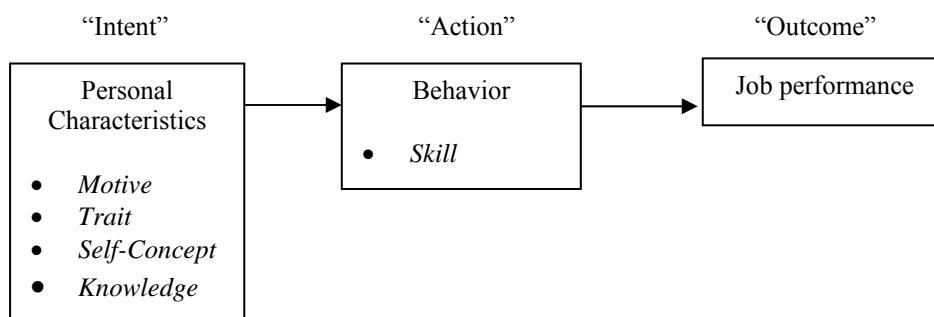 “Intent”
“Action”
“Outcome”
Personal
Characteristics
• Motive
• Trait
• Self-Concept
• Knowledge
Behavior
• Skill
Job performance